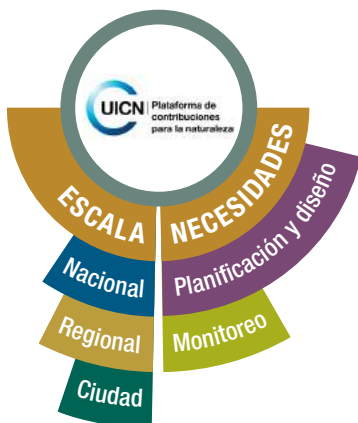 UICN
Plataforma de
contribuciones
para la naturaleza
ESCALA
NECESIDADES
Nacional
Regional
Ciudad
Planificación y diseño
Monitoreo